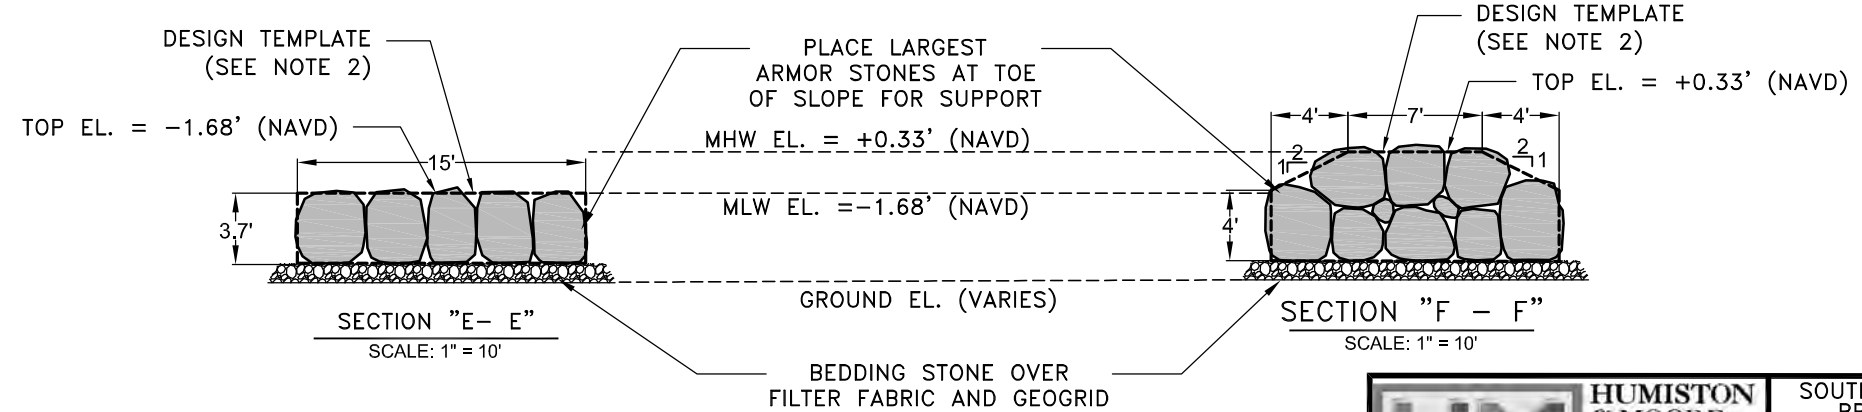 DESIGN TEMPLATE
(SEE NOTE 2)
TOP EL. = -1.68' (NAVD)
15'
3.7'
SECTION "E- E"
SCALE: 1" = 10'
PLACE LARGEST
ARMOR STONES AT TOE
OF SLOPE FOR SUPPORT
MHW EL. = +0.33' (NAVD)
MLW EL. =-1.68' (NAVD)
GROUND EL. (VARIES)
BEDDING STONE OVER
FILTER FABRIC AND GEOGRID
DESIGN TEMPLATE
(SEE NOTE 2)
TOP EL. = +0.33' (NAVD)
4'
7'
4'
2
1
2
1
4'
SECTION "F - F"
SCALE: 1" = 10'
HUMISTON